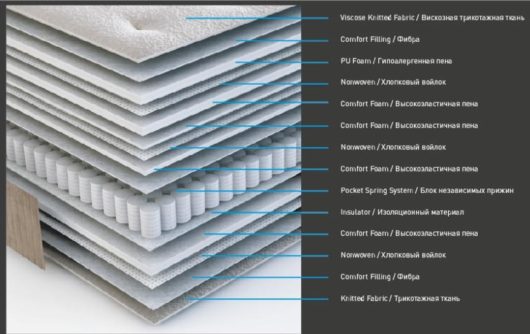 Viscose Knitted Fabric / Вискозная трикотажная ткань
Comfort Filling / Фибра
PU Foam / Гипоалергенная пена
Nonwoven / Хлопковый войлок
Comfort Foam / Высокоэластичная пена
Comfort Foam / Высокоэластичная пена
Nonwoven / Хлопковый войлок
Comfort Foam / Высокоэластичная пена
Pocket Spring System / Блок независимых пржин
Insulator / Изоляционный материал
Comfort Foam / Высокоэластичная пена
Nonwoven / Хлопковый войлок
Comfort Filling / Фибра
Knitted Fabric / Трикотажная ткань